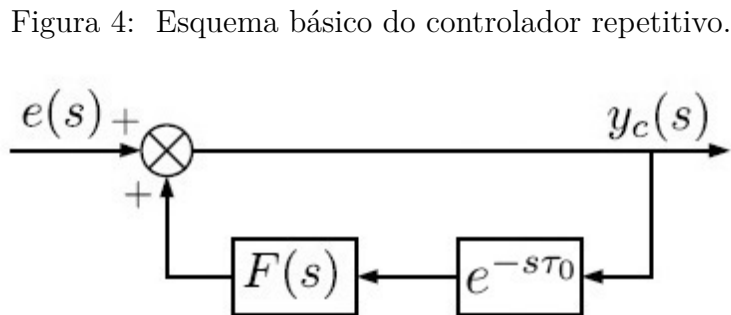 Figura 4: Esquema básico do controlador repetitivo.
e(s) + y_c(s)
+
F(s) e^{-sτ_0}